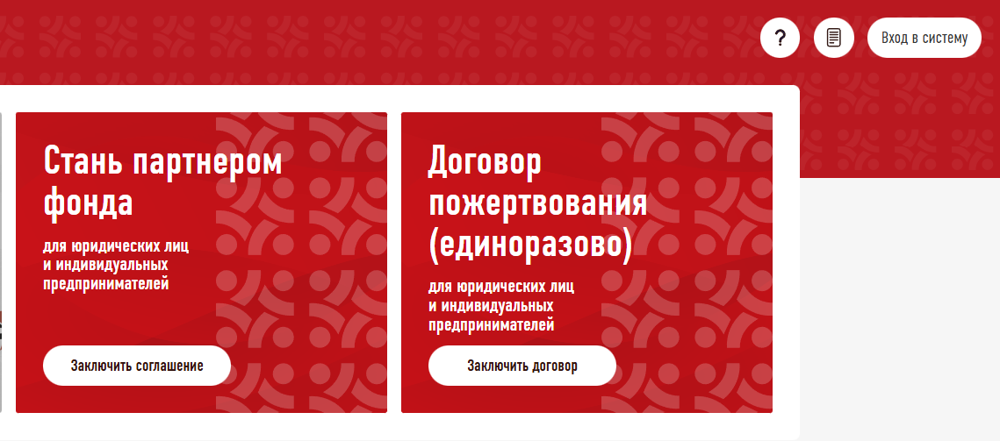 ?
Вход в систему
Стань партнером
фонда
для юридических лиц
и индивидуальных
предпринимателей
Заключить соглашение
Договор
пожертвования
(единоразово)
для юридических лиц
и индивидуальных
предпринимателей
Заключить договор